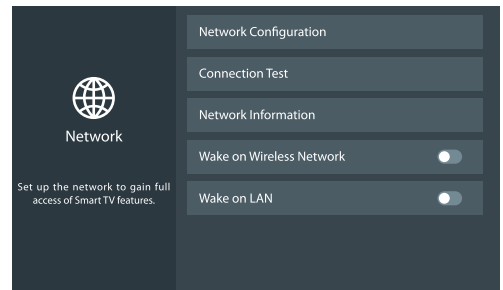 Network
Set up the network to gain full
access of Smart TV features.
Network Configuration
Connection Test
Network Information
Wake on Wireless Network
Wake on LAN